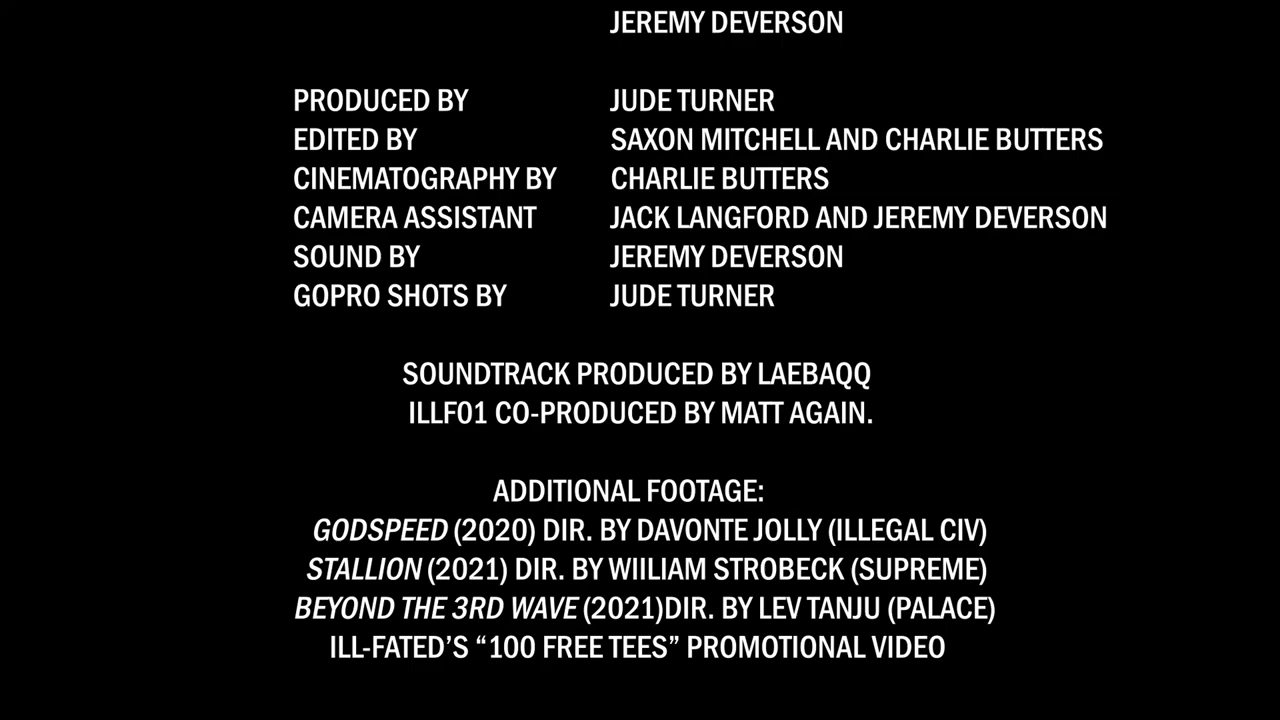 JEREMY DEVERSON
PRODUCED BY JUDE TURNER
EDITED BY SAXON MITCHELL AND CHARLIE BUTTERS
CINEMATOGRAPHY BY CHARLIE BUTTERS
CAMERA ASSISTANT JACK LANGFORD AND JEREMY DEVERSON
SOUND BY JEREMY DEVERSON
GOPRO SHOTS BY JUDE TURNER
SOUNDTRACK PRODUCED BY LAEBAQQ
ILLF01 CO-PRODUCED BY MATT AGAIN.
ADDITIONAL FOOTAGE:
GODSPEED (2020) DIR. BY DAVONTE JOLLY (ILLEGAL CIV)
STALLION (2021) DIR. BY WIILIAM STROBECK (SUPREME)
BEYOND THE 3RD WAVE (2021)DIR. BY LEV TANJU (PALACE)
ILL-FATED'S “100 FREE TEES” PROMOTIONAL VIDEO